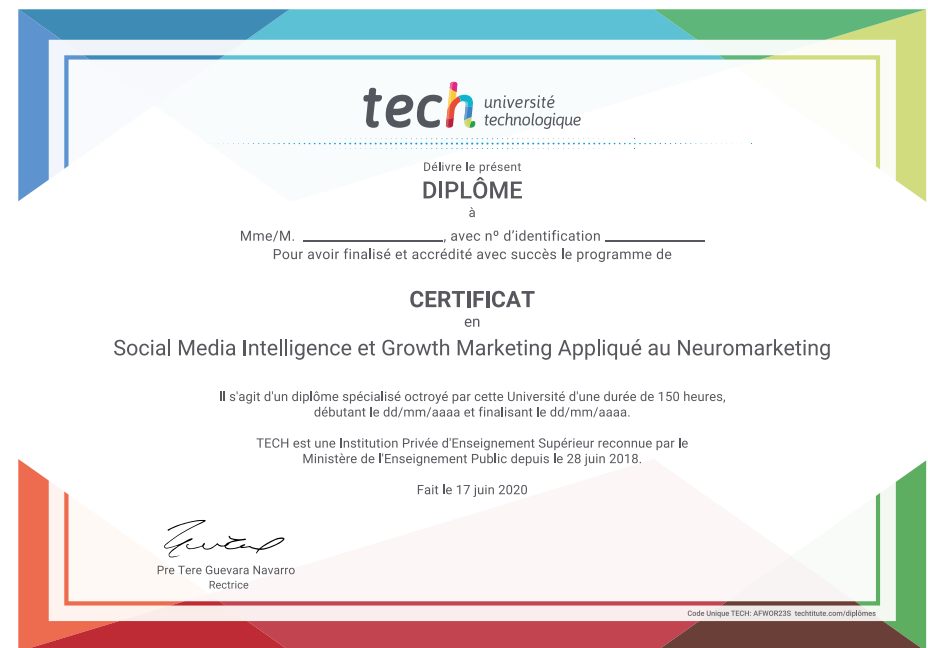 tech université
technologique
Délivre le présent
DIPLÔME
à
Mme/M. ____________________, avec nº d'identification ______________
Pour avoir finalisé et accrédité avec succès le programme de
CERTIFICAT
en
Social Media Intelligence et Growth Marketing Appliqué au Neuromarketing
Il s'agit d'un diplôme spécialisé octroyé par cette Université d'une durée de 150 heures,
débutant le dd/mm/aaaa et finalisant le dd/mm/aaaa.
TECH est une Institution Privée d'Enseignement Supérieur reconnue par le
Ministère de l'Enseignement Public depuis le 28 juin 2018.
Fait le 17 juin 2020
Pre Tere Guevara Navarro
Rectrice
Code Unique TECH: AFWOR23S techtitute.com/diplômes